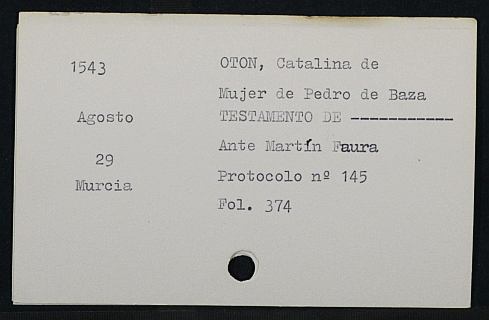 1543
OTON, Catalina de
Mujer de Pedro de Baza
Agosto
TESTAMENTO DE -----------
29
Ante Martín Faura
Murcia
Protocolo nº 145
Fol. 374